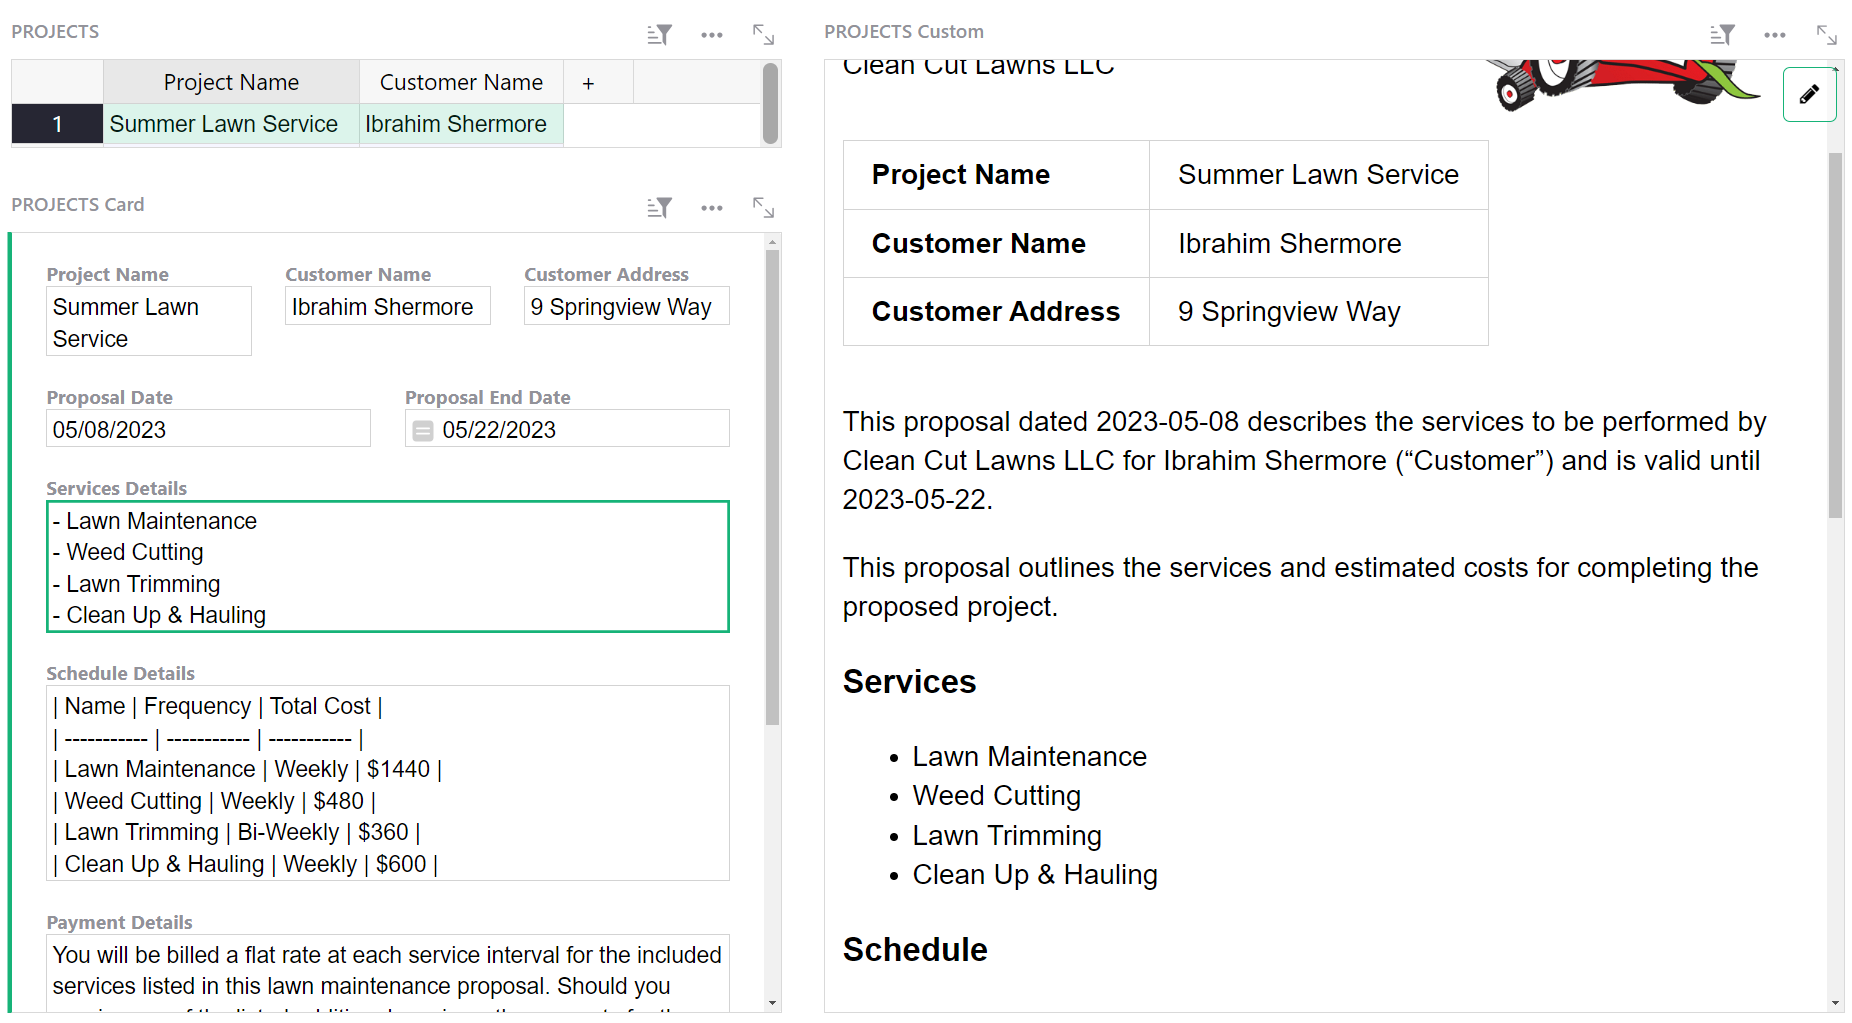 PROJECTS
Project Name Customer Name +
1 Summer Lawn Service Ibrahim Shermore
PROJECTS Card
Project Name Customer Name Customer Address
Summer Lawn Ibrahim Shermore 9 Springview Way
Service
Proposal Date Proposal End Date
05/08/2023 05/22/2023
Services Details
- Lawn Maintenance
- Weed Cutting
- Lawn Trimming
- Clean Up & Hauling
Schedule Details
| Name | Frequency | Total Cost |
| ----------- | ----------- | ----------- |
| Lawn Maintenance | Weekly | $1440 |
| Weed Cutting | Weekly | $480 |
| Lawn Trimming | Bi-Weekly | $360 |
| Clean Up & Hauling | Weekly | $600 |
Payment Details
You will be billed a flat rate at each service interval for the included
services listed in this lawn maintenance proposal. Should you
PROJECTS Custom
Clean Cut Lawns LLC
Project Name Summer Lawn Service
Customer Name Ibrahim Shermore
Customer Address 9 Springview Way
This proposal dated 2023-05-08 describes the services to be performed by
Clean Cut Lawns LLC for Ibrahim Shermore (“Customer”) and is valid until
2023-05-22.
This proposal outlines the services and estimated costs for completing the
proposed project.
Services
• Lawn Maintenance
• Weed Cutting
• Lawn Trimming
• Clean Up & Hauling
Schedule